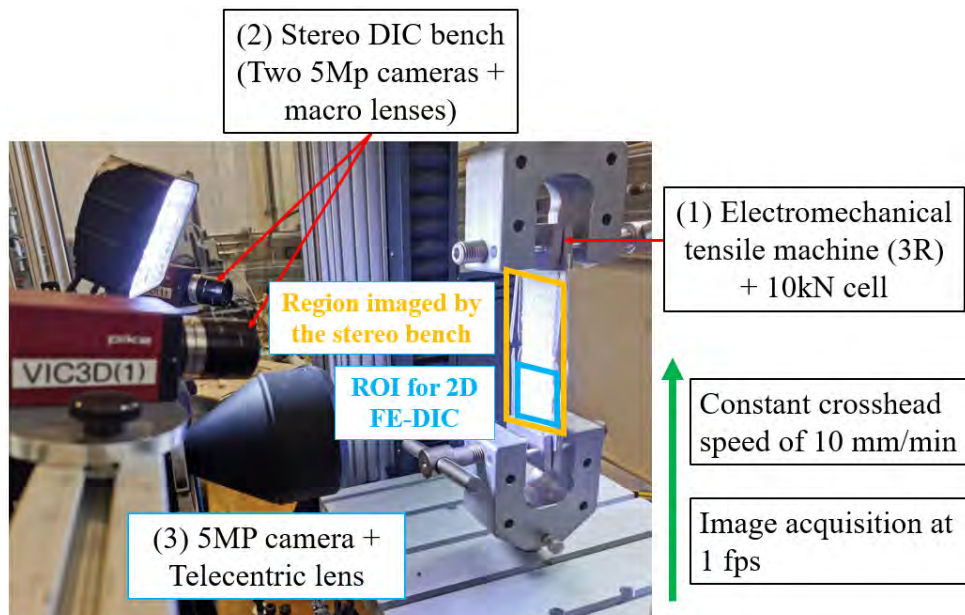 (2) Stereo DIC bench
(Two 5Mp cameras +
macro lenses)
(1) Electromechanical
tensile machine (3R)
+ 10kN cell
Region imaged by
the stereo bench
pike
VIC3D(1)
ROI for 2D
FE-DIC
Constant crosshead
speed of 10 mm/min
(3) 5MP camera +
Telecentric lens
Image acquisition at
1 fps